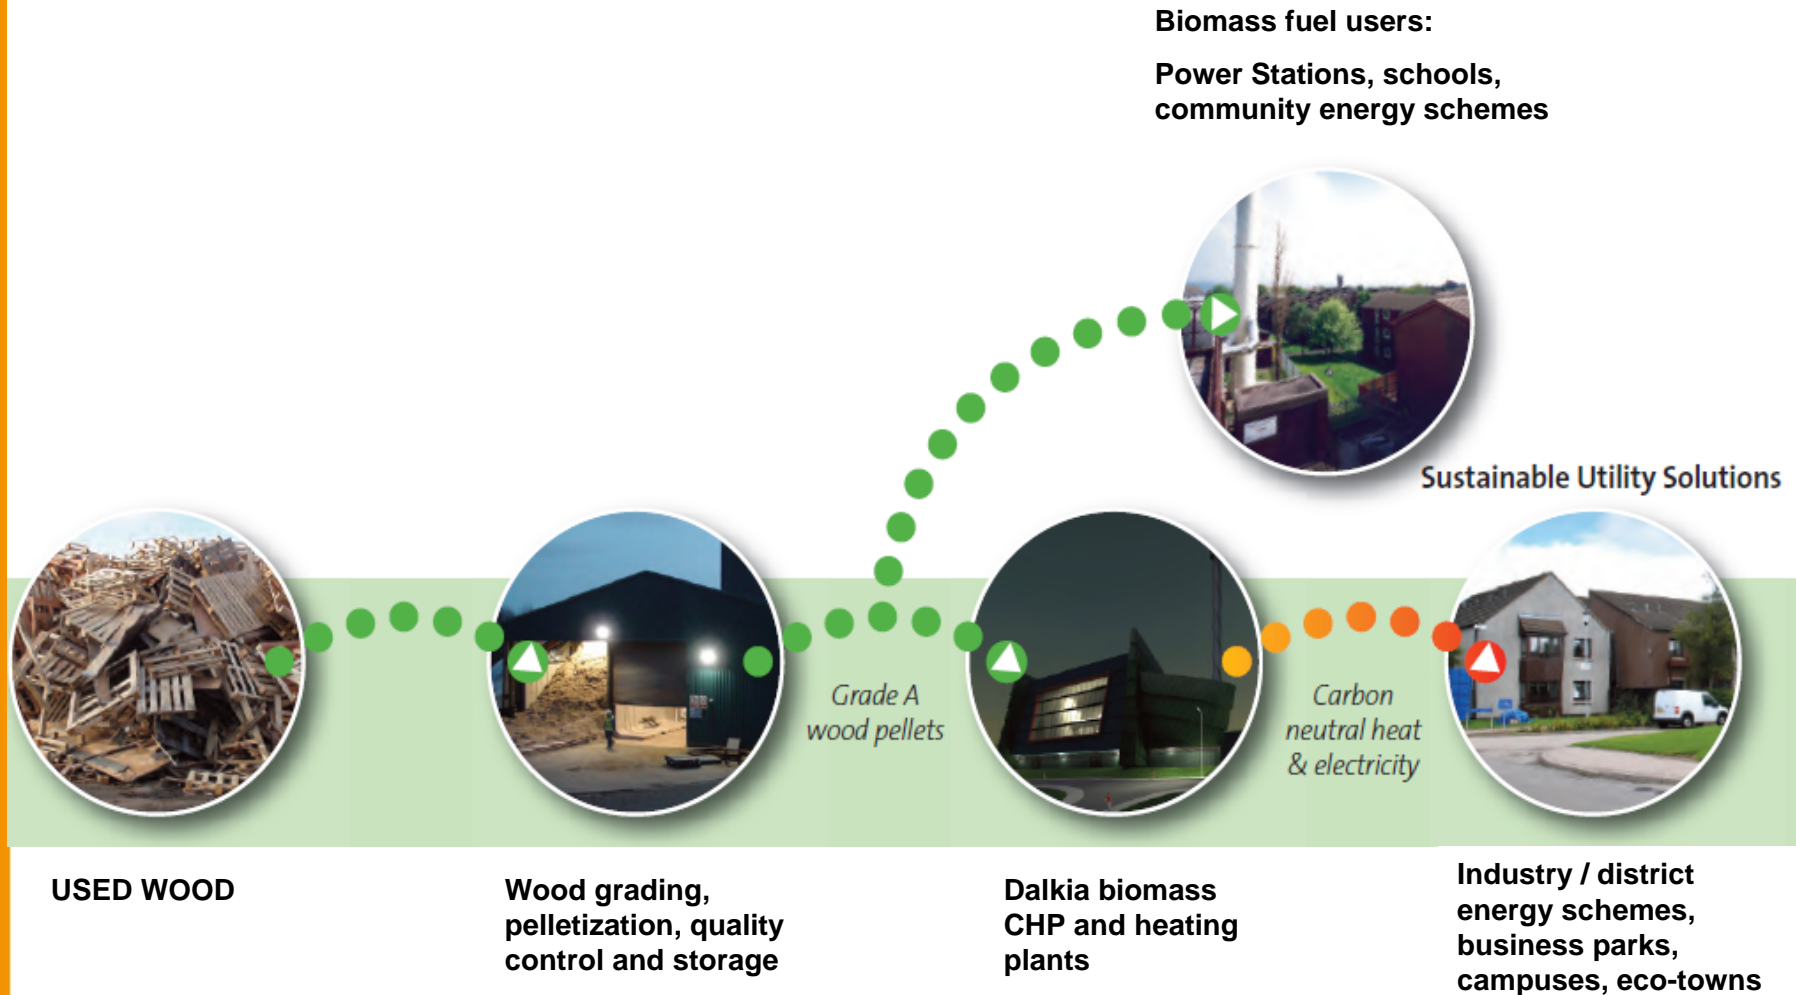 Biomass fuel users:
Power Stations, schools,
community energy schemes
Sustainable Utility Solutions
Grade A
wood pellets
Carbon
neutral heat
& electricity
USED WOOD
Wood grading,
pelletization, quality
control and storage
Dalkia biomass
CHP and heating
plants
Industry / district
energy schemes,
business parks,
campuses, eco-towns